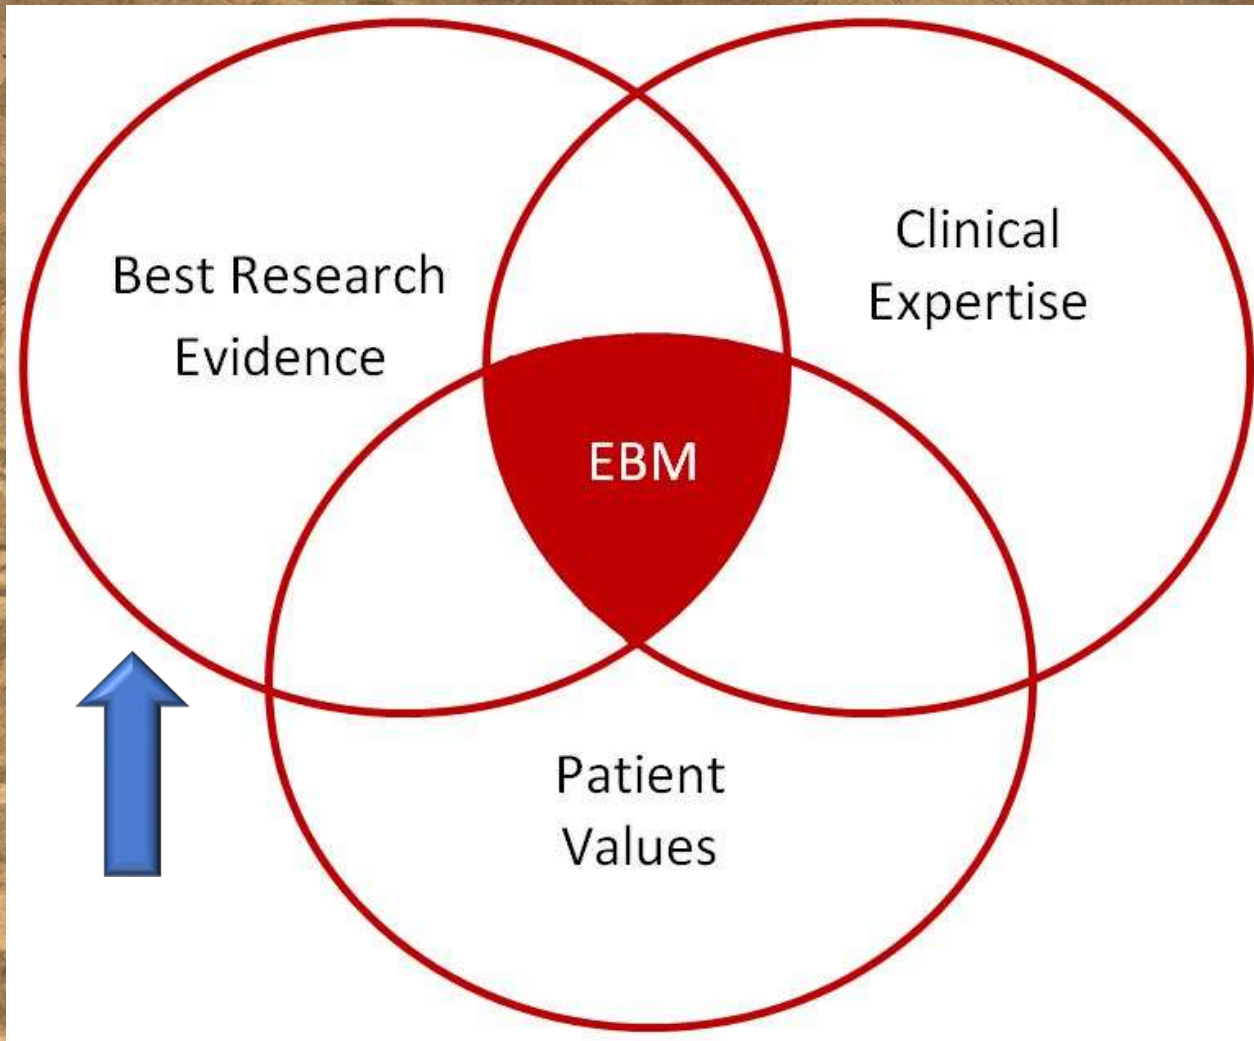 Best Research
Evidence
Clinical
Expertise
EBM
Patient
Values